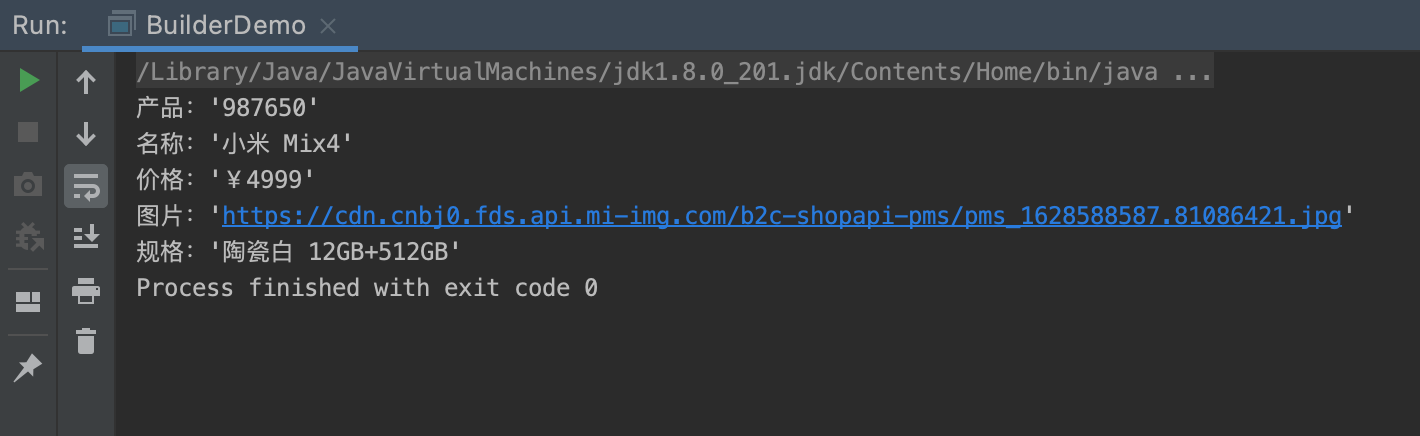 Run: BuilderDemo
/Library/Java/JavaVirtualMachines/jdk1.8.0_201.jdk/Contents/Home/bin/java ...
产品：'987650'
名称：'小米 Mix4'
价格：'￥4999'
图片：'https://cdn.cnbj0.fds.api.mi-img.com/b2c-shopapi-pms/pms_1628588587.81086421.jpg'
规格：'陶瓷白 12GB+512GB'
Process finished with exit code 0